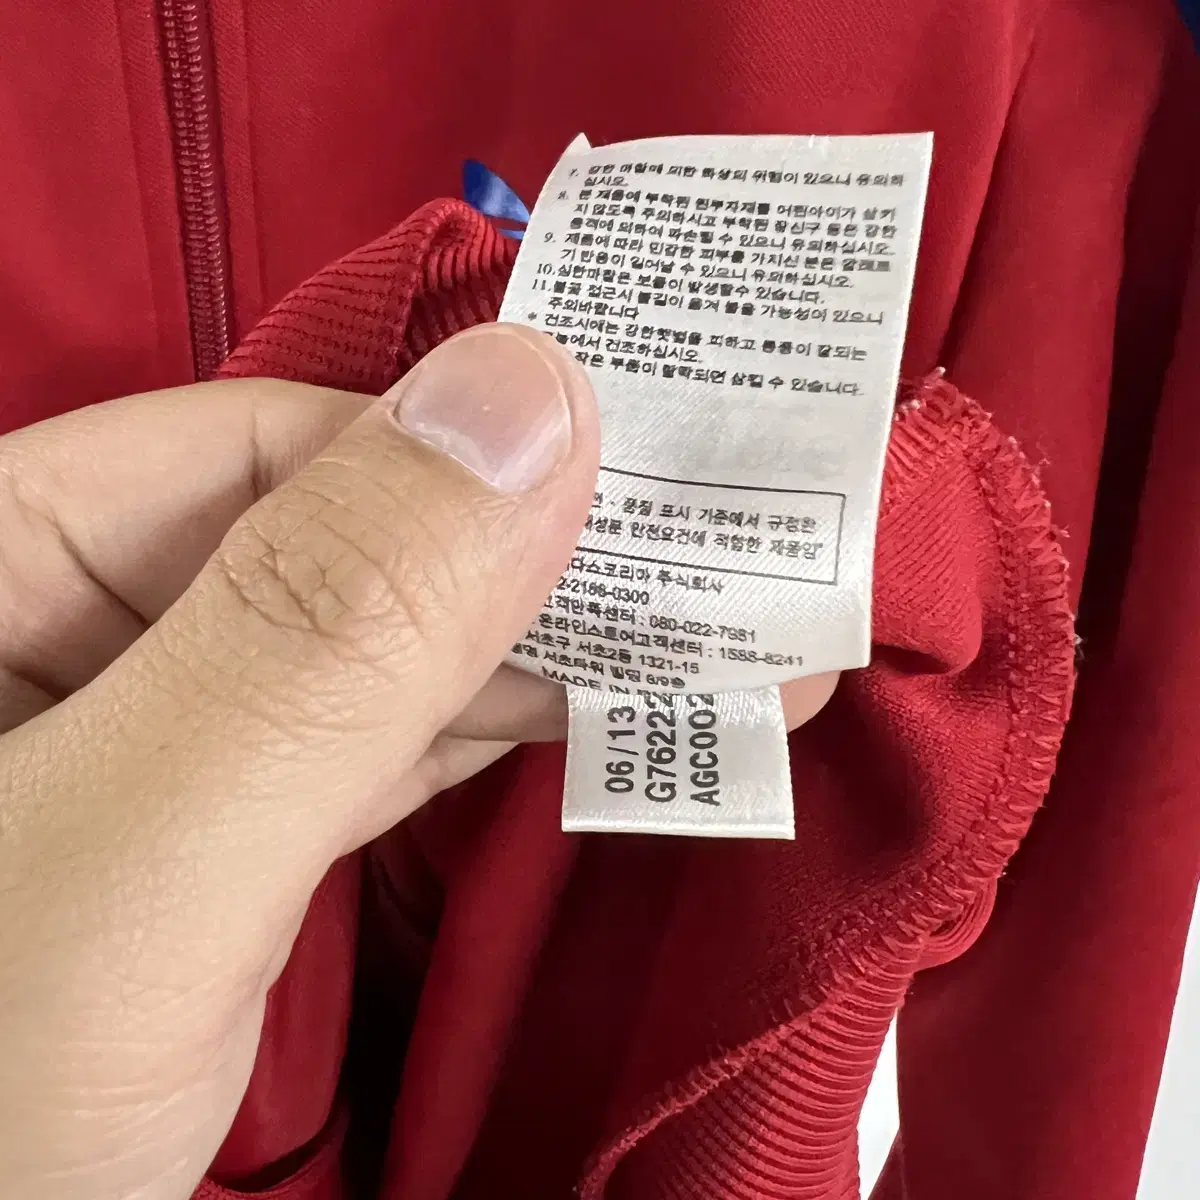 7. 강한 마찰에 의한 화상의 위험이 있으니 유의하
십시오.
8. 본 제품에 부착된 원부자재를 어린아이가 삼키
지 않도록 주의하시고 부착된 장신구 등은 강한
충격에 의하여 파손될 수 있으니 유의하십시오.
9. 제품에 따라 민감한 피부를 가지신 분은 알레르
기 반응이 일어날 수 있으니 유의하십시오.
10.심한마찰은 보풀이 발생할수 있습니다.
11.불꽃 접근시 불길이 옮겨 붙을 가능성이 있으니
주의바랍니다
* 건조시에는 강한햇볕을 피하고 통풍이 잘되는
에서 건조하십시오.
작은 부품이 탈락되면 삼킬 수 있습니다.
품질 표시 기준에서 규정한
안전요건에 적합한 제품임"
다스코리아 주식회사
2-2186-0300
고객만족센터 : 080-022-7981
온라인스토어고객센터 : 1588-8241
서초구 서초2동 1321-15
서초타워 빌딩 8/9층
MADE IN
06/13
G76222
AGC002